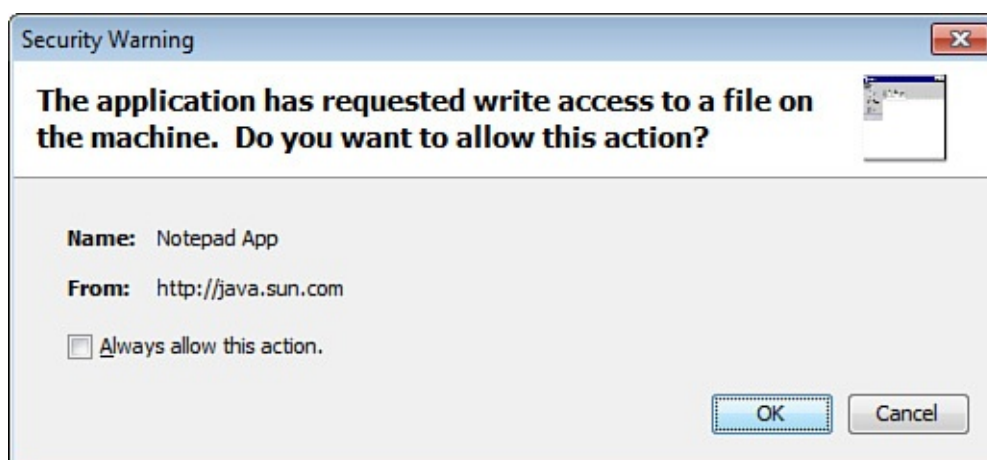 Security Warning
The application has requested write access to a file on
the machine.  Do you want to allow this action?
Name: Notepad App
From: http://java.sun.com
Always allow this action.
OK Cancel